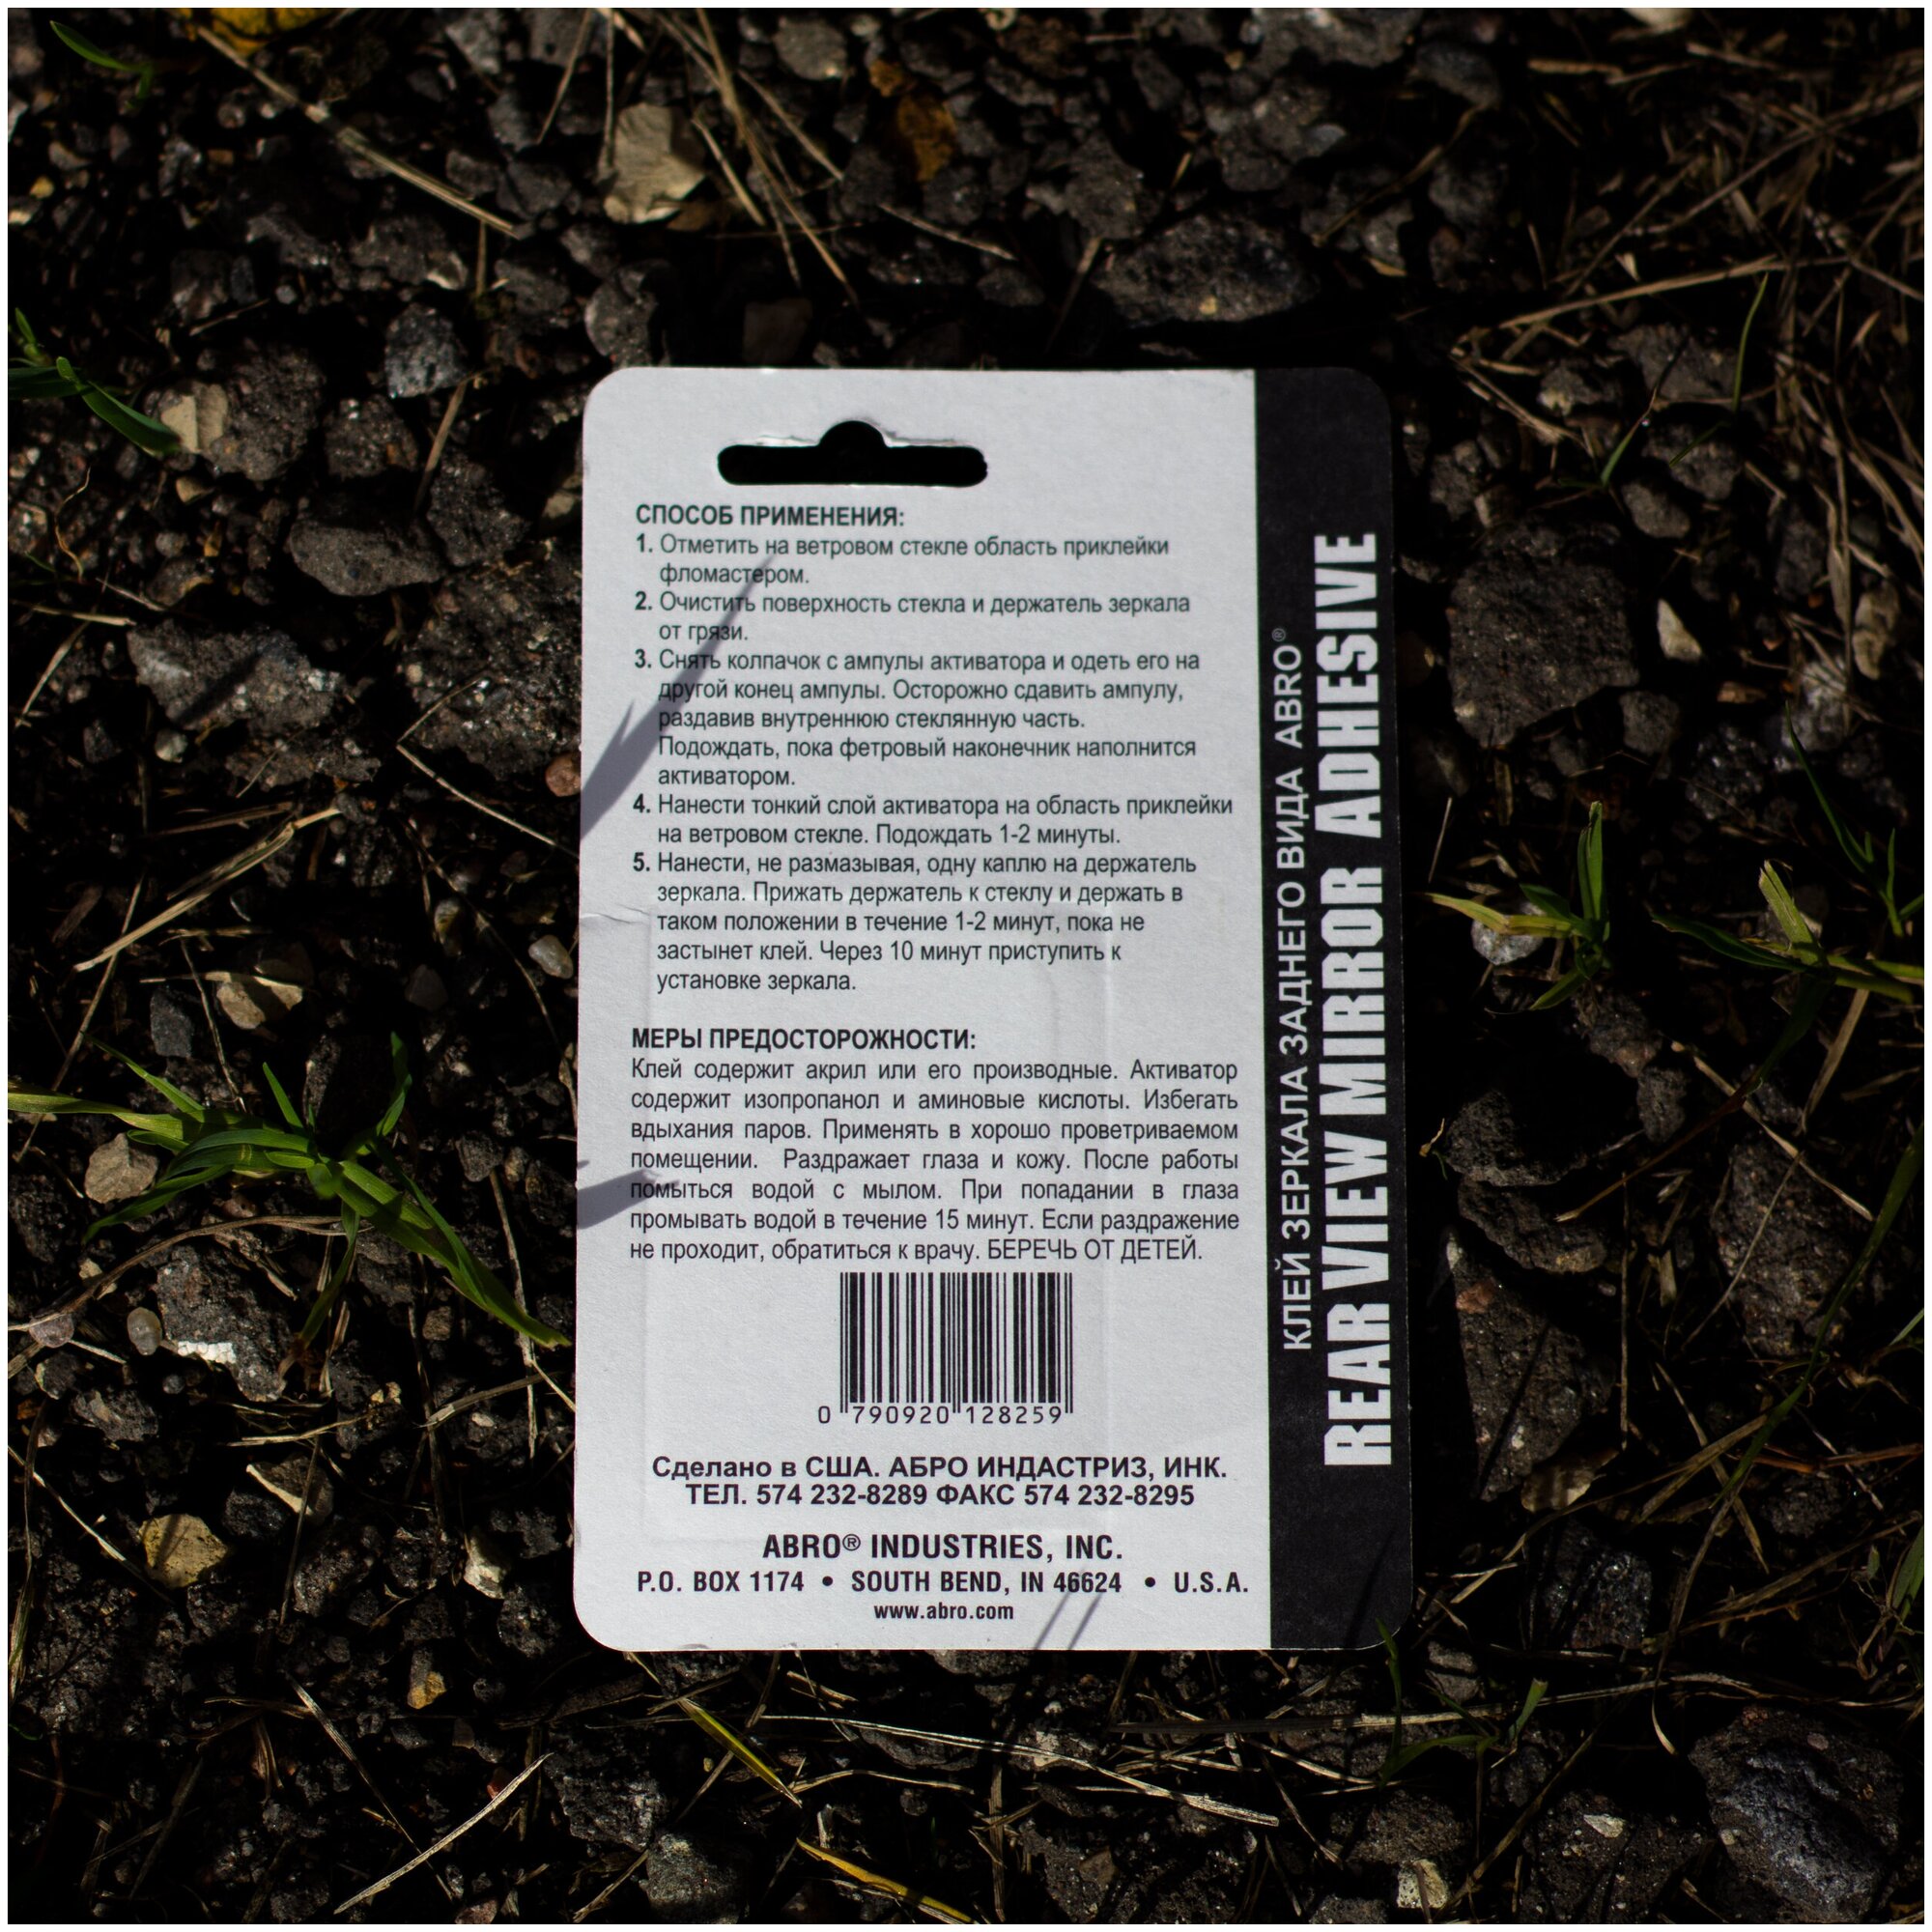 СПОСОБ ПРИМЕНЕНИЯ:
1. Отметить на ветровом стекле область приклейки
фломастером.
2. Очистить поверхность стекла и держатель зеркала
от грязи.
3. Снять колпачок с ампулы активатора и одеть его на
другой конец ампулы. Осторожно сдавить ампулу,
раздавив внутреннюю стеклянную часть.
Подождать, пока фетровый наконечник наполнится
активатором.
4. Нанести тонкий слой активатора на область приклейки
на ветровом стекле. Подождать 1-2 минуты.
5. Нанести, не размазывая, одну каплю на держатель
зеркала. Прижать держатель к стеклу и держать в
таком положении в течение 1-2 минут, пока не
застынет клей. Через 10 минут приступить к
установке зеркала.
МЕРЫ ПРЕДОСТОРОЖНОСТИ:
Клей содержит акрил или его производные. Активатор
содержит изопропанол и аминовые кислоты. Избегать
вдыхания паров. Применять в хорошо проветриваемом
помещении. Раздражает глаза и кожу. После работы
помыться водой с мылом. При попадании в глаза
промывать водой в течение 15 минут. Если раздражение
не проходит, обратиться к врачу. БЕРЕЧЬ ОТ ДЕТЕЙ.
0 790920 128259
Сделано в США. АБРО ИНДАСТРИЗ, ИНК.
ТЕЛ. 574 232-8289 ФАКС 574 232-8295
ABRO® INDUSTRIES, INC.
P.O. BOX 1174 • SOUTH BEND, IN 46624 • U.S.A.
www.abro.com
КЛЕЙ ЗЕРКАЛА ЗАДНЕГО ВИДА ABRO®
REAR VIEW MIRROR ADHESIVE